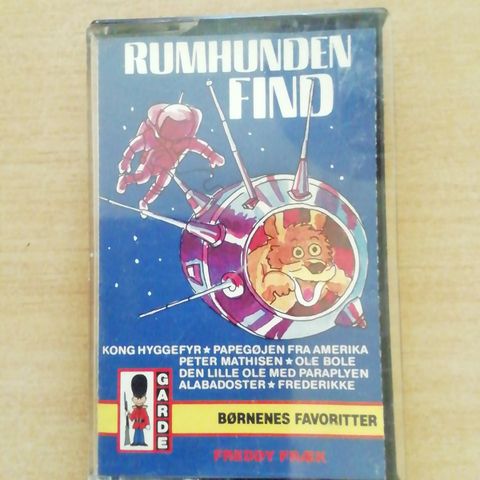 RUMHUNDEN
FIND
KONG HYGGEFYR ★ PAPEGØJEN FRA AMERIKA
PETER MATHISEN ★ OLE BOLE
DEN LILLE OLE MED PARAPLYEN
ALABADOSTER ★ FREDERIKKE
GARDE
BØRNENES FAVORITTER
FREDDY FRÆK